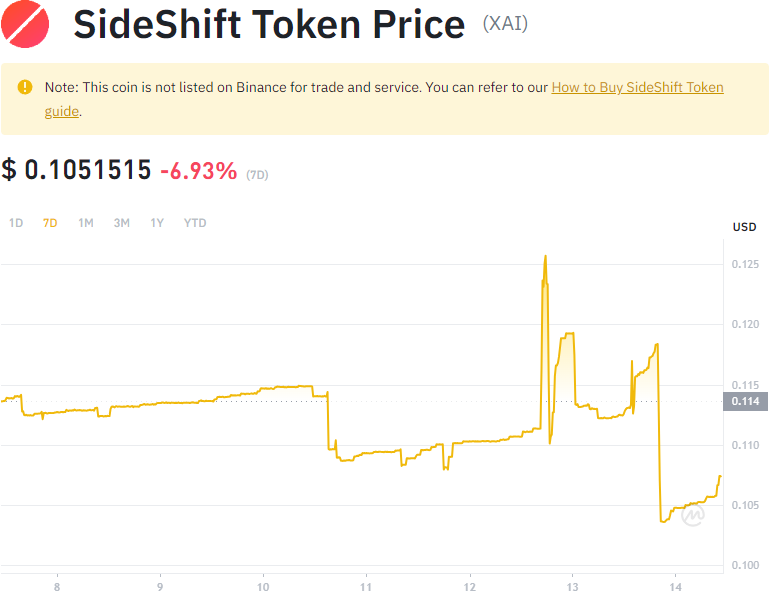 SideShift Token Price (XAI)
Note: This coin is not listed on Binance for trade and service. You can refer to our How to Buy SideShift Token
guide.
$ 0.1051515 -6.93% (7D)
1D 7D 1M 3M 1Y YTD
USD
0.125
0.120
0.115
0.114
0.110
0.105
0.100
8 9 10 11 12 13 14